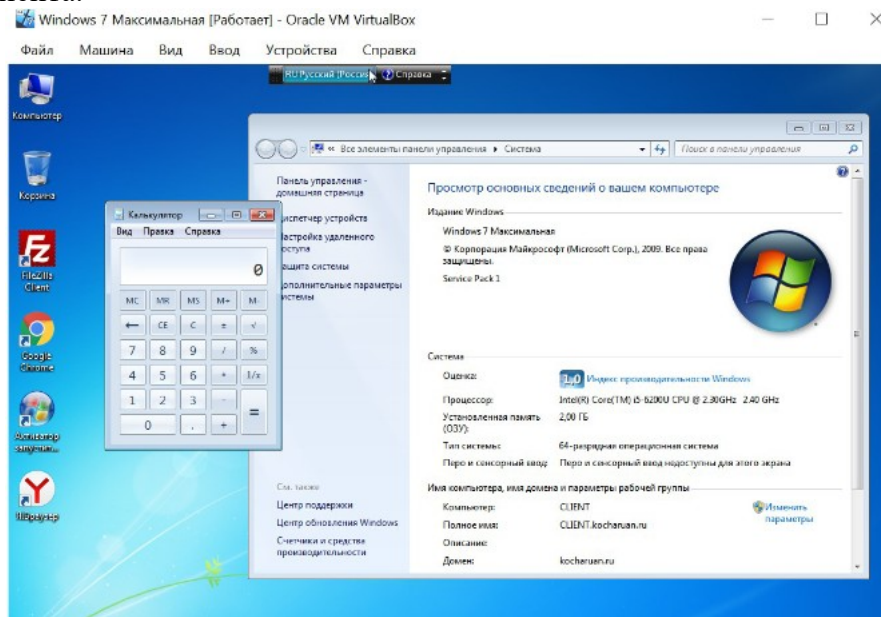 Windows 7 Максимальная [Работает] - Oracle VM VirtualBox
Файл Машина Вид Ввод Устройства Справка
RU Русский (Россия) Справка
Компьютер
Все элементы панели управления Система
Поиск в панели управления
Корзина
Панель управления -
домашняя страница
Диспетчер устройств
Настройка удаленного
доступа
Защита системы
Дополнительные параметры
системы
Просмотр основных сведений о вашем компьютере
Издание Windows
Windows 7 Максимальная
© Корпорация Майкрософт (Microsoft Corp.), 2009. Все права
защищены.
Service Pack 1
Калькулятор
Вид Правка Справка
0
MC MR MS M+ M-
← CE C ± √
7 8 9 / %
4 5 6 * 1/x
1 2 3 -
=
0 , +
FileZilla
Client
Google
Chrome
Система
Оценка:
1,0 Индекс производительности Windows
Процессор: Intel(R) Core(TM) i5-6200U CPU @ 2.30GHz 2.40 GHz
Установленная память
(ОЗУ):
2,00 ГБ
Тип системы: 64-разрядная операционная система
Перо и сенсорный ввод: Перо и сенсорный ввод недоступны для этого экрана
Имя компьютера, имя домена и параметры рабочей группы
Компьютер: CLIENT
Изменить
параметры
Полное имя: CLIENT.kocharuan.ru
Описание:
Домен: kocharuan.ru
См. также
Центр поддержки
Центр обновления Windows
Счетчики и средства
производительности